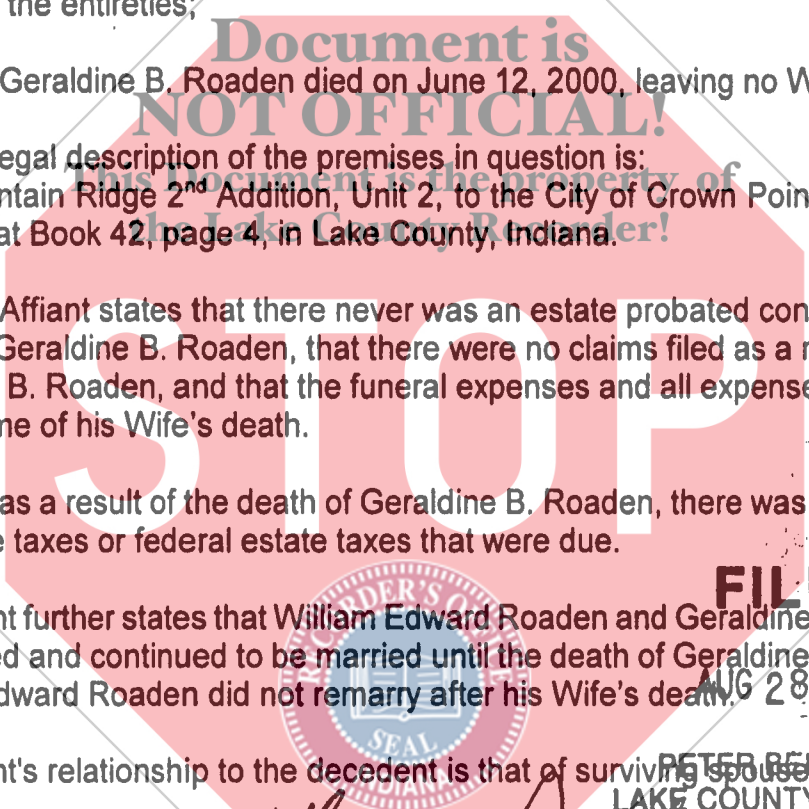 the entireties;
Document is
Geraldine B. Roaden died on June 12, 2000, leaving no W
NOT OFFICIAL!
egal description of the premises in question is:
This Document is the property of
ntain Ridge 2nd Addition, Unit 2, to the City of Crown Poin
the Lake County Recorder!
at Book 42, page 4, in Lake County, Indiana.
Affiant states that there never was an estate probated con
Geraldine B. Roaden, that there were no claims filed as a r
B. Roaden, and that the funeral expenses and all expense
me of his Wife's death.
STOP
as a result of the death of Geraldine B. Roaden, there was
e taxes or federal estate taxes that were due.
FIL
nt further states that William Edward Roaden and Geraldine
ed and continued to be married until the death of Geraldine
dward Roaden did not remarry after his Wife's death.
AUG 28
RECORDER'S OFFICE
SEAL
INDIANA
nt's relationship to the decedent is that of surviving spouse
PETER BE
LAKE COUNTY